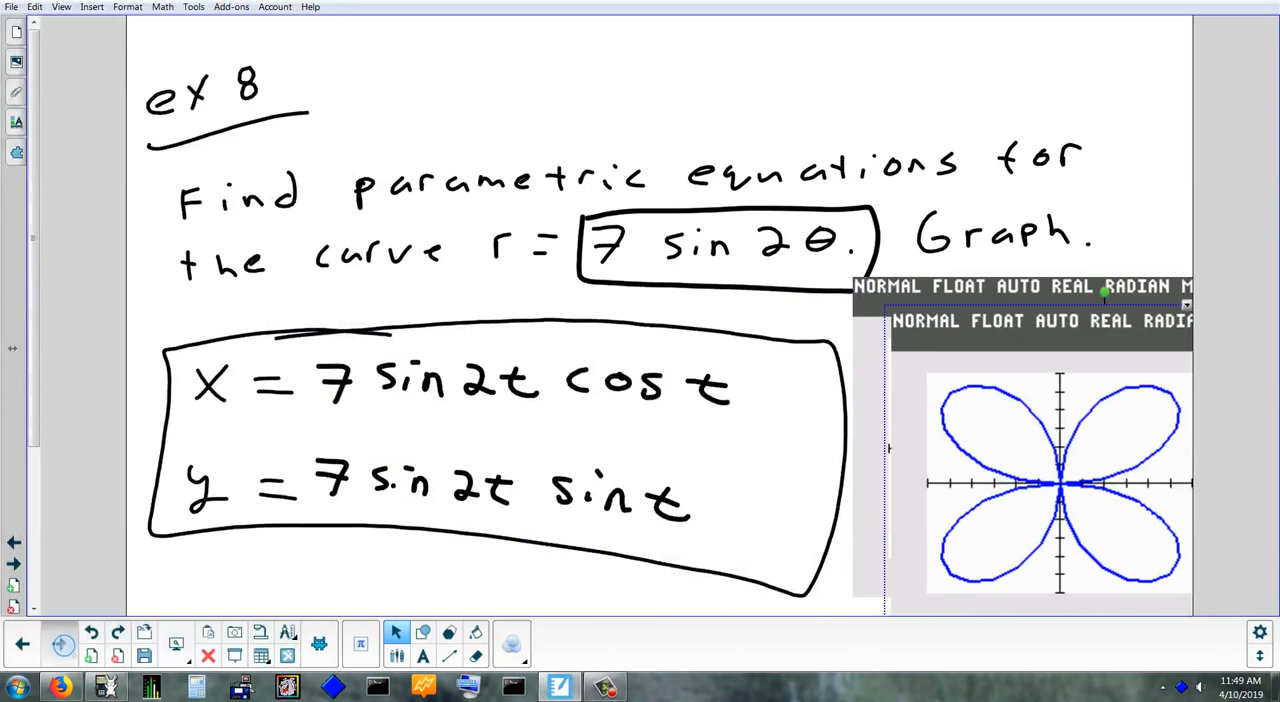 File Edit View Insert Format Math Tools Add-ons Account Help
ex 8
Find parametric equations for
the curve r = 7 sin 2θ. Graph.
NORMAL FLOAT AUTO REAL RADIAN M
NORMAL FLOAT AUTO REAL RADIA
x = 7 sin 2t cos t
y = 7 sin 2t sin t
π
A
11:49 AM
4/10/2019